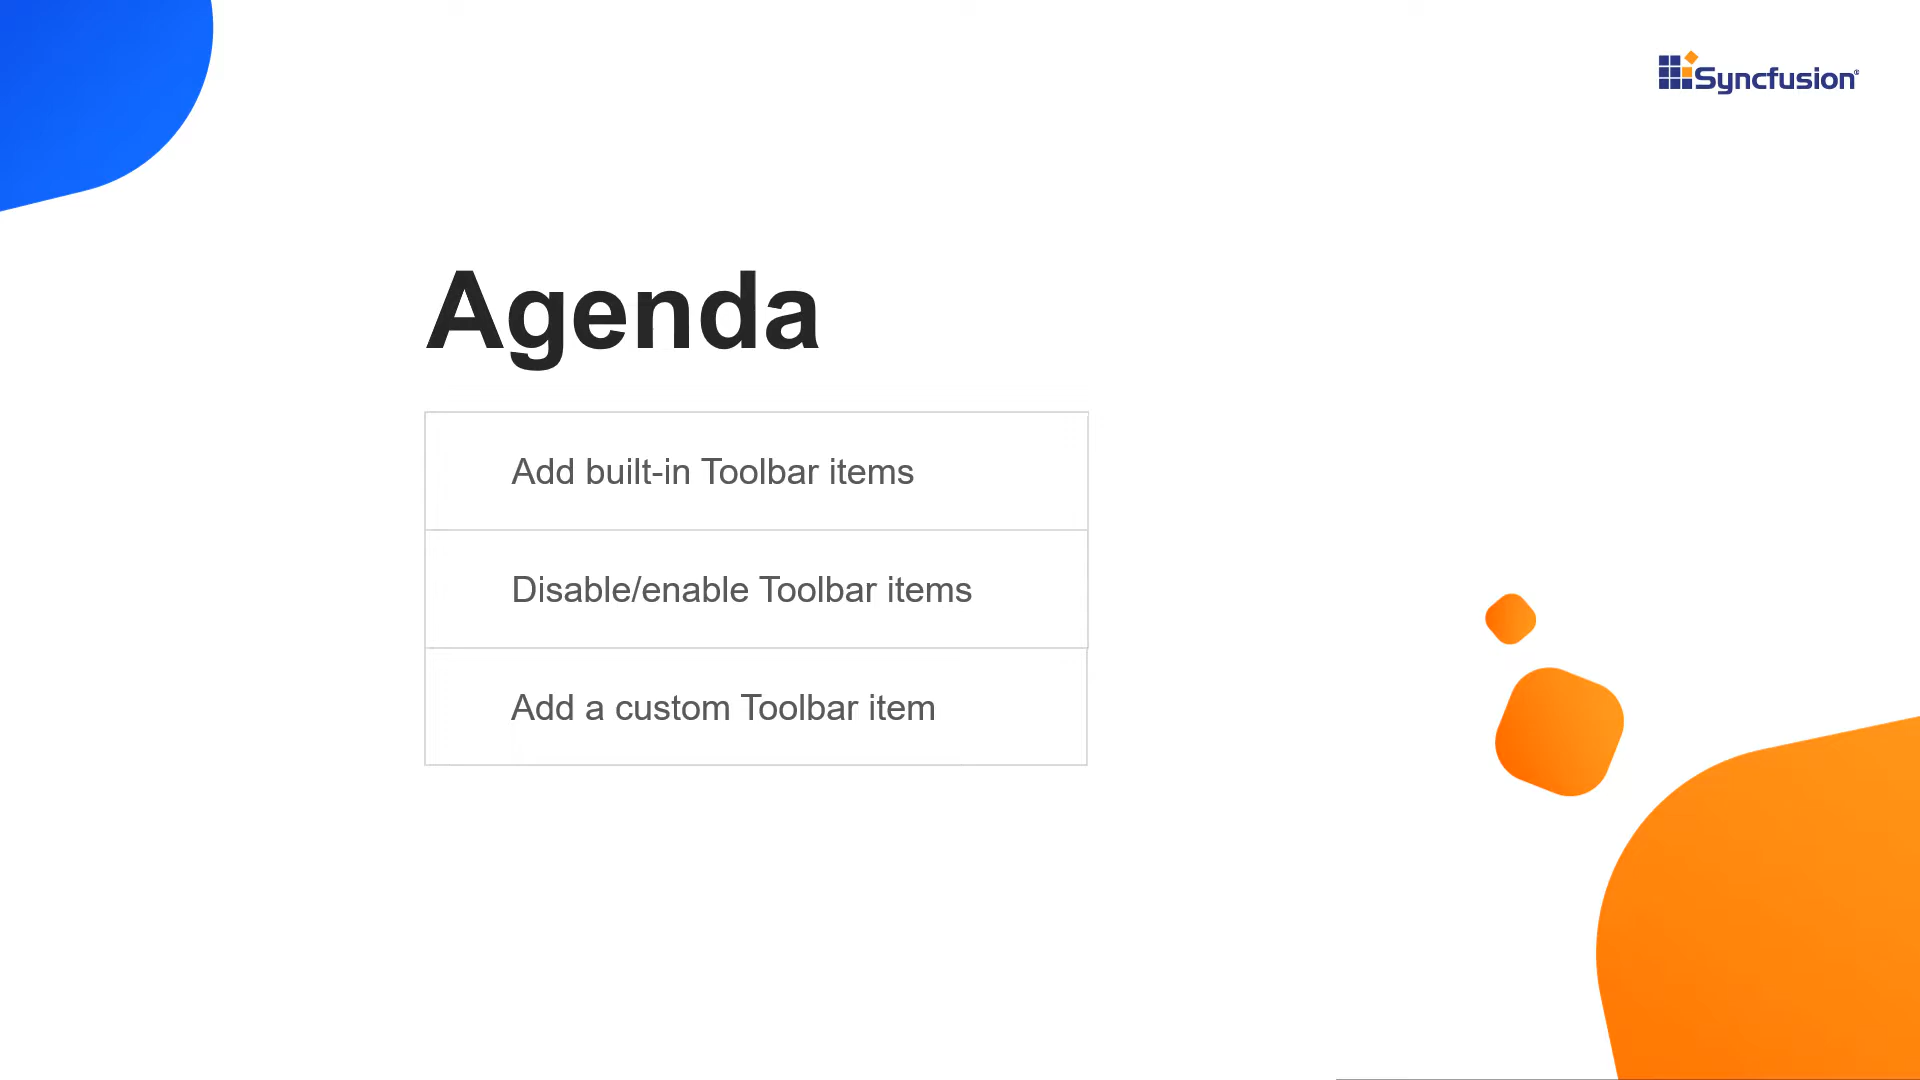 Syncfusion®
Agenda
Add built-in Toolbar items
Disable/enable Toolbar items
Add a custom Toolbar item